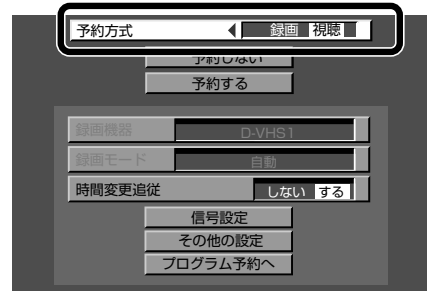 予約方式 ◀ 録画 視聴
予約しない
予約する
録画機器 D-VHS1
録画モード 自動
時間変更追従 しない する
信号設定
その他の設定
プログラム予約へ